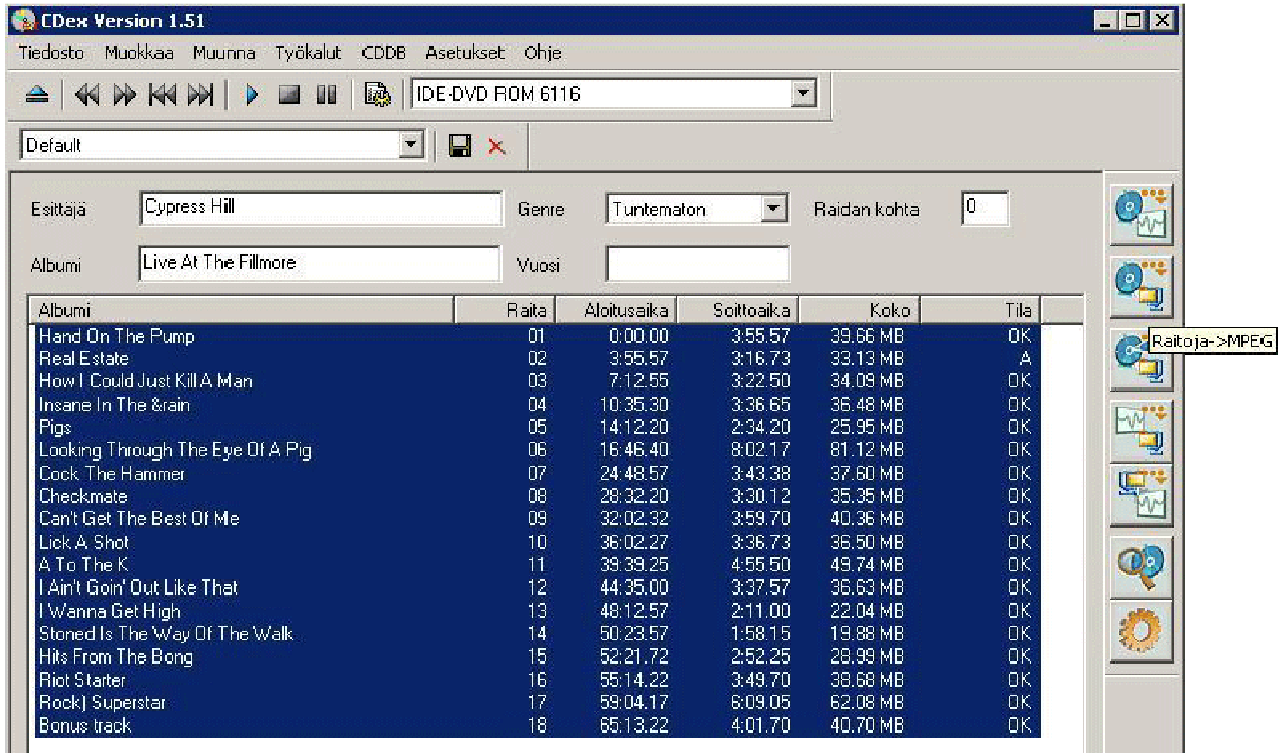 CDex Version 1.51
Tiedosto Muokkaa Muunna Työkalut CDDB Asetukset Ohje
IDE-DVD ROM 6116
Default
Esittäjä Cypress Hill Genre Tuntematon Raidan kohta 0
Albumi Live At The Fillmore Vuosi
Albumi Raita Aloitusaika Soittoaika Koko Tila
Hand On The Pump 01 0:00.00 3:55.57 39.66 MB OK
Raitoja->MPEG
Real Estate 02 3:55.57 3:16.73 33.13 MB A
How I Could Just Kill A Man 03 7:12.55 3:22.50 34.09 MB OK
Insane In The &rain 04 10:35.30 3:36.65 36.48 MB OK
Pigs 05 14:12.20 2:34.20 25.95 MB OK
Looking Through The Eye Of A Pig 06 16:46.40 8:02.17 81.12 MB OK
Cock The Hammer 07 24:48.57 3:43.38 37.60 MB OK
Checkmate 08 28:32.20 3:30.12 35.35 MB OK
Can't Get The Best Of Me 09 32:02.32 3:59.70 40.36 MB OK
Lick A Shot 10 36:02.27 3:36.73 36.50 MB OK
A To The K 11 39:39.25 4:55.50 49.74 MB OK
I Ain't Goin' Out Like That 12 44:35.00 3:37.57 36.63 MB OK
I Wanna Get High 13 48:12.57 2:11.00 22.04 MB OK
Stoned Is The Way Of The Walk 14 50:23.57 1:58.15 19.88 MB OK
Hits From The Bong 15 52:21.72 2:52.25 28.99 MB OK
Riot Starter 16 55:14.22 3:49.70 38.68 MB OK
Rock) Superstar 17 59:04.17 6:09.05 62.08 MB OK
Bonus track 18 65:13.22 4:01.70 40.70 MB OK